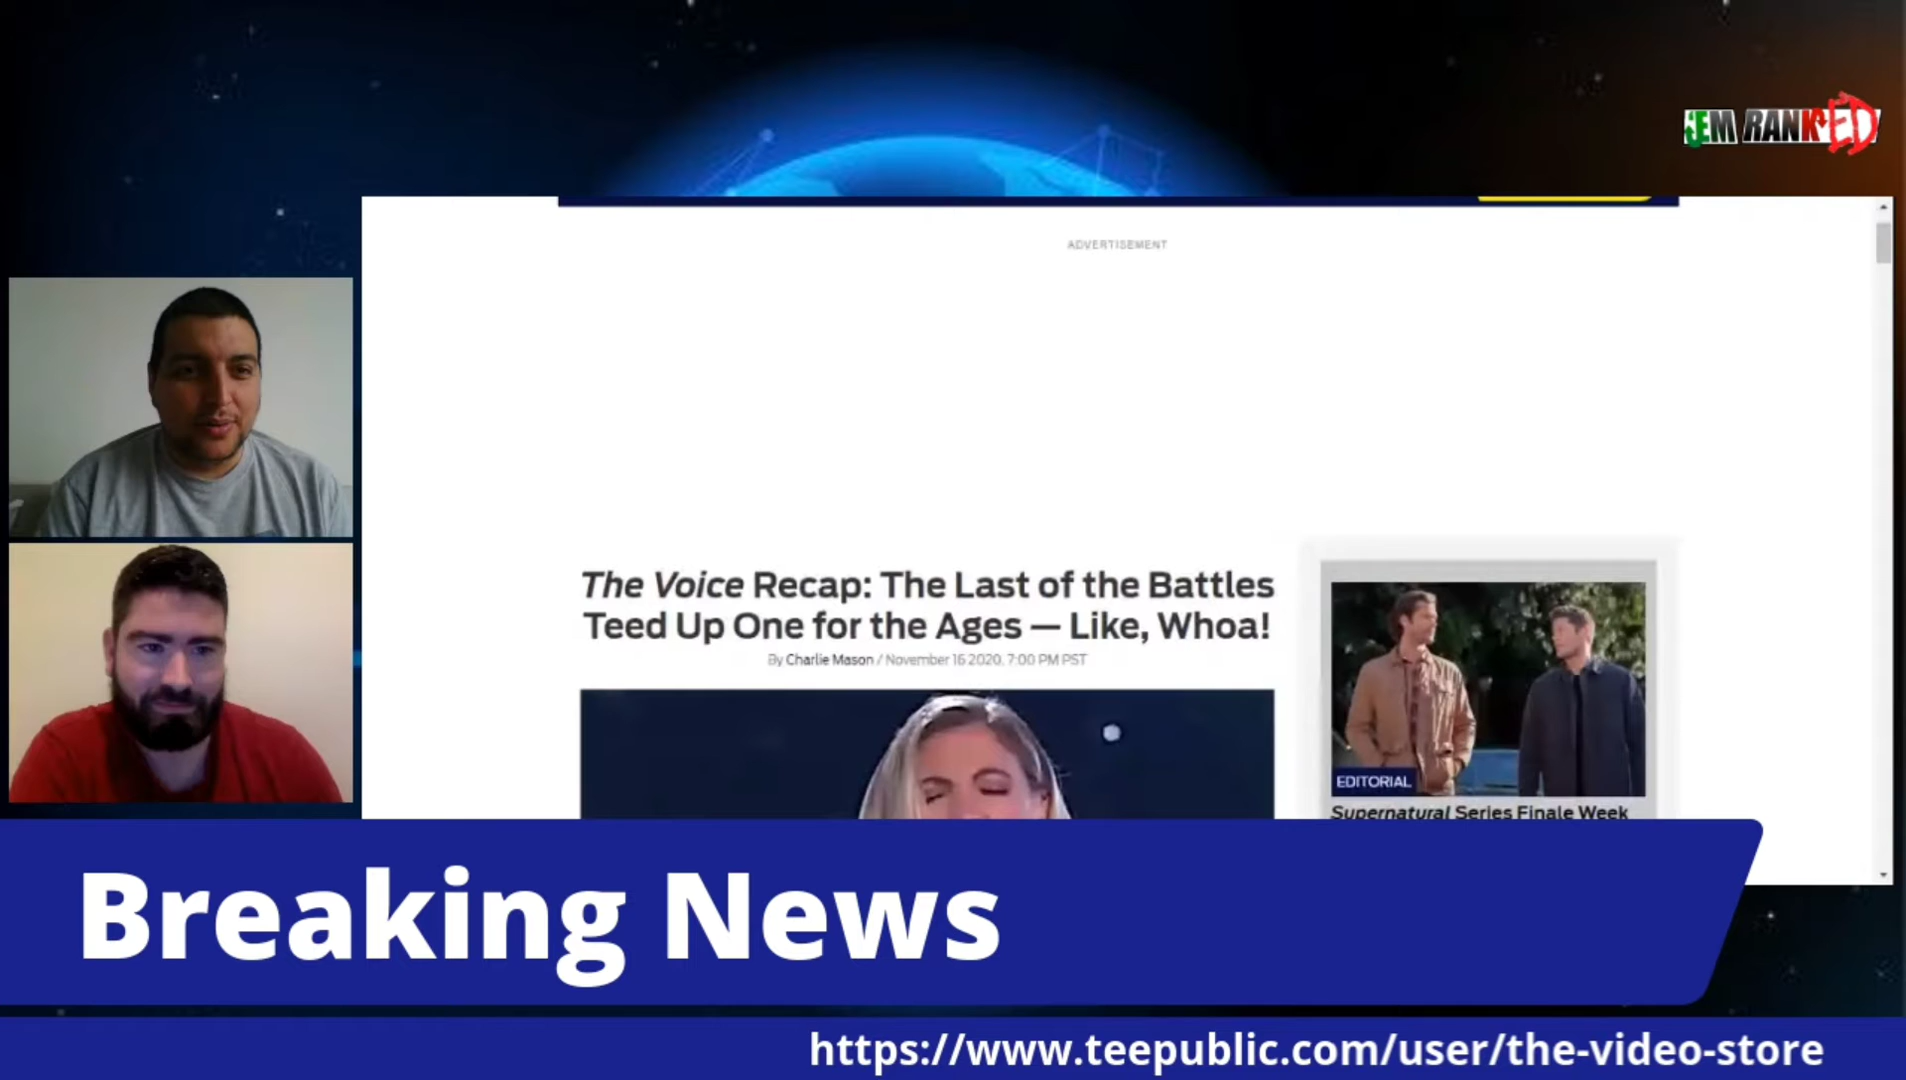 JEM RANKED
ADVERTISEMENT
The Voice Recap: The Last of the Battles
Teed Up One for the Ages — Like, Whoa!
By Charlie Mason / November 16 2020, 7:00 PM PST
EDITORIAL
Supernatural Series Finale Week
Breaking News
https://www.teepublic.com/user/the-video-store